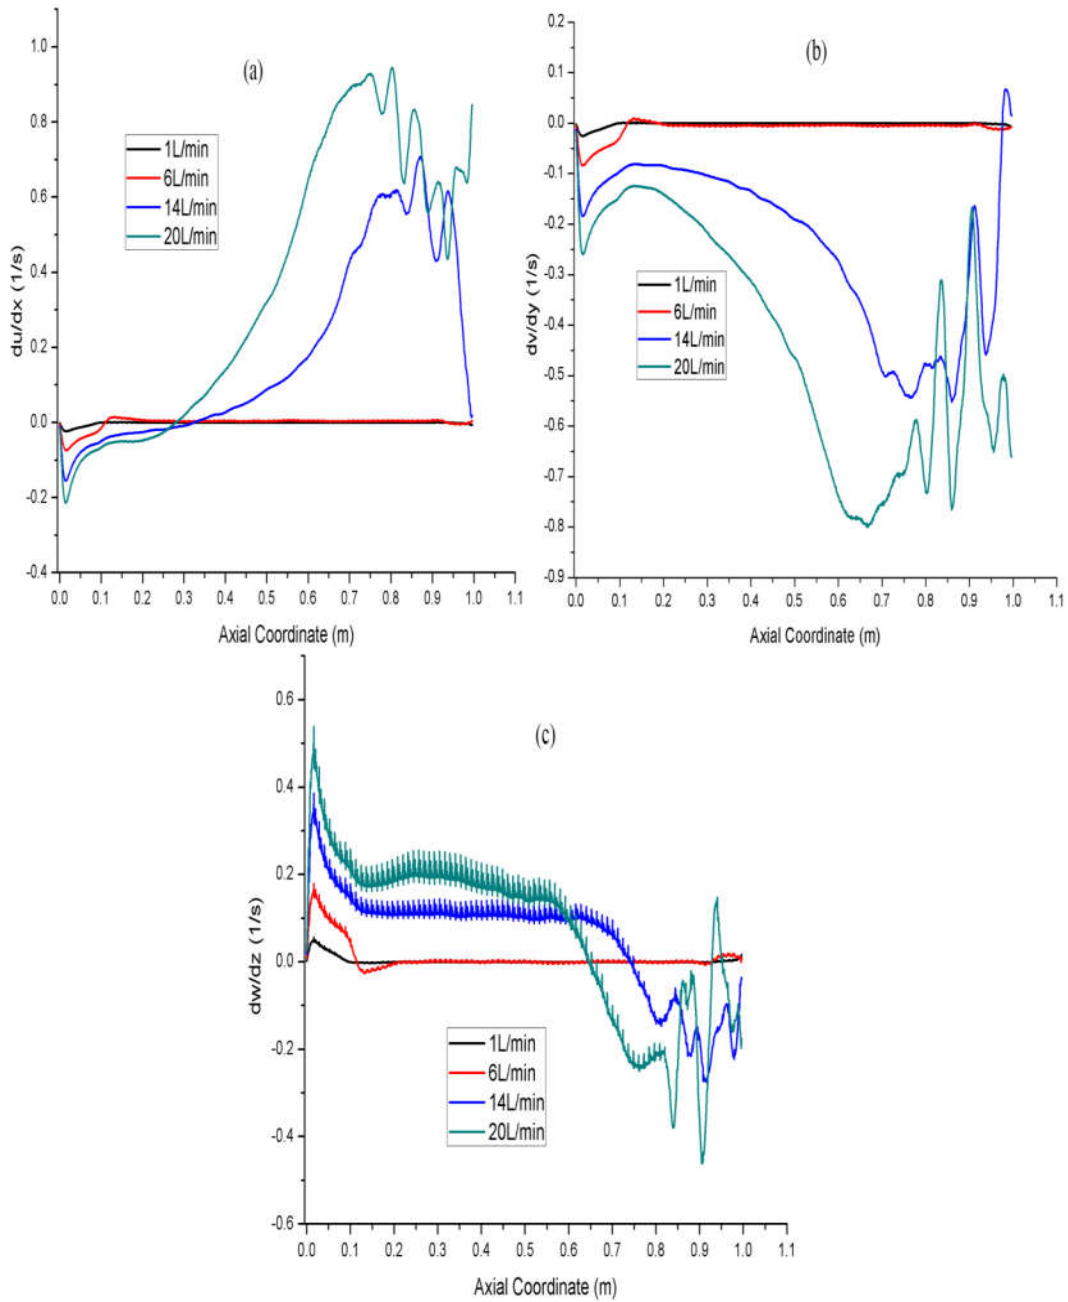 (a)
1.0
0.8
0.6
0.4
0.2
0.0
-0.2
-0.4
du/dx (1/s)
1L/min
6L/min
14L/min
20L/min
0.0 0.1 0.2 0.3 0.4 0.5 0.6 0.7 0.8 0.9 1.0 1.1
Axial Coordinate (m)
(b)
0.2
0.1
0.0
-0.1
-0.2
-0.3
-0.4
-0.5
-0.6
-0.7
-0.8
-0.9
dv/dy (1/s)
1L/min
6L/min
14L/min
20L/min
0.0 0.1 0.2 0.3 0.4 0.5 0.6 0.7 0.8 0.9 1.0 1.1
Axial Coordinate (m)
(c)
0.6
0.4
0.2
0.0
-0.2
-0.4
-0.6
dw/dz (1/s)
1L/min
6L/min
14L/min
20L/min
0.0 0.1 0.2 0.3 0.4 0.5 0.6 0.7 0.8 0.9 1.0 1.1
Axial Coordinate (m)